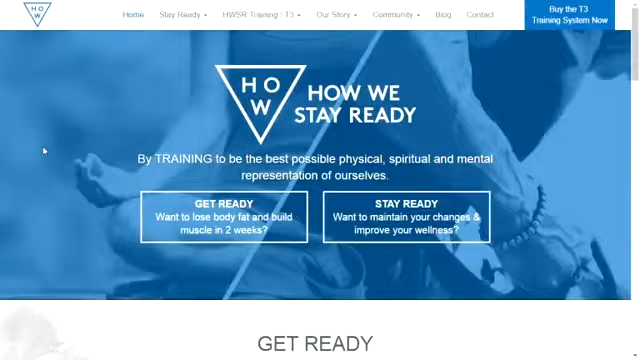 HO
W
Home Stay Ready HWSR Training / T3 Our Story Community Blog Contact
Buy the T3
Training System Now
H O
W
HOW WE
STAY READY
By TRAINING to be the best possible physical, spiritual and mental
representation of ourselves.
GET READY
Want to lose body fat and build
muscle in 2 weeks?
STAY READY
Want to maintain your changes &
improve your wellness?
GET READY